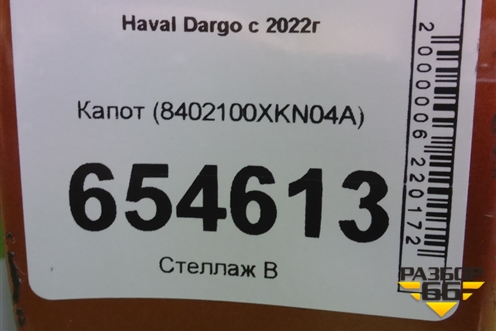 Haval Dargo с 2022г
Капот (8402100XKN04A)
654613
Стеллаж В
2000006220172
РАЗБОР
66